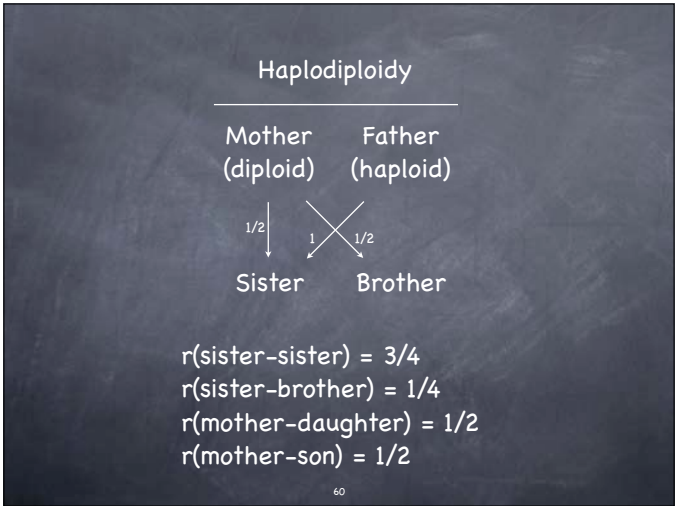 Haplodiploidy
Mother Father
(diploid) (haploid)
1/2 1 1/2
Sister Brother
r(sister-sister) = 3/4
r(sister-brother) = 1/4
r(mother-daughter) = 1/2
r(mother-son) = 1/2
60